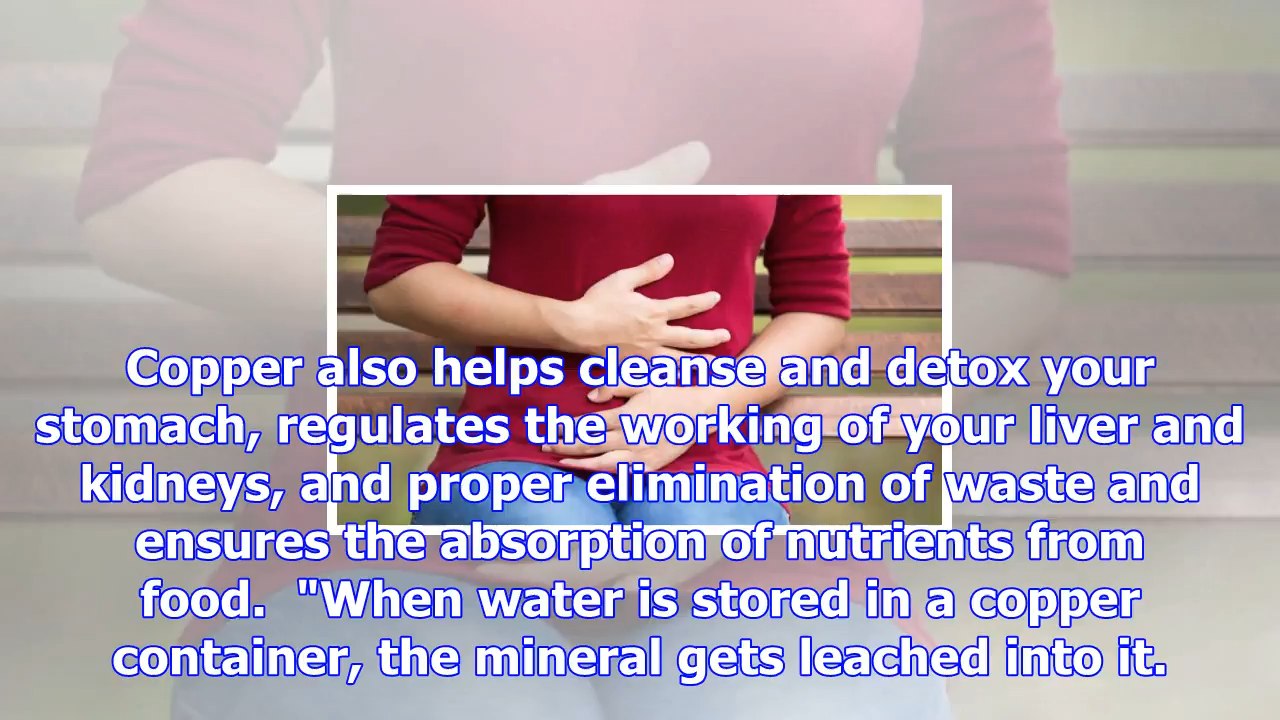 Copper also helps cleanse and detox your
stomach, regulates the working of your liver and
kidneys, and proper elimination of waste and
ensures the absorption of nutrients from
food.  "When water is stored in a copper
container, the mineral gets leached into it.